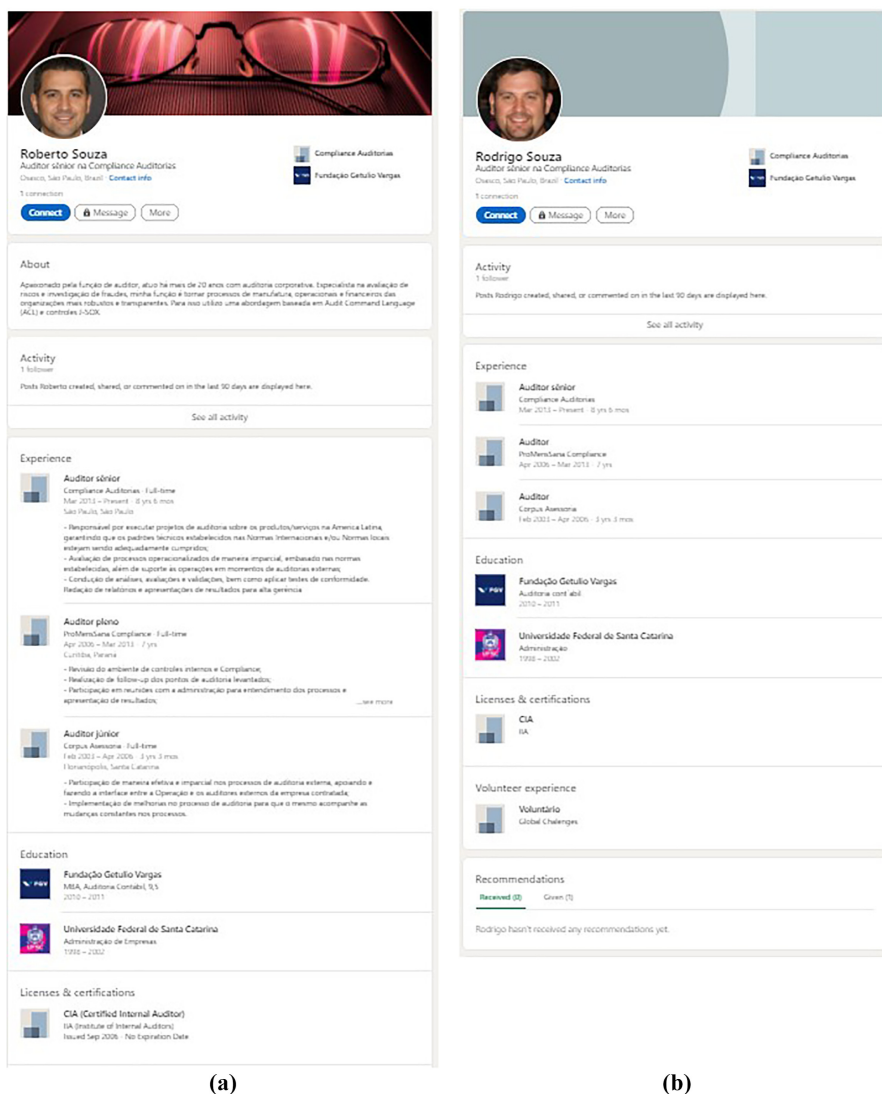 Roberto Souza
Auditor sênior na Compliance Auditorias
Osasco, São Paulo, Brazil · Contact info
1 connection
Connect
Message
More
Compliance Auditorias
Fundação Getulio Vargas
About
Apaixonado pela função de auditor, atuo há mais de 20 anos com auditoria corporativa. Especialista na avaliação de
riscos e investigação de fraudes, minha função é tornar processos de manufatura, operacionais e financeiros das
organizações mais robustos e transparentes. Para isso utilizo uma abordagem baseada em Audit Command Language
(ACL) e controles J-SOX.
Activity
1 follower
Posts Roberto created, shared, or commented on in the last 90 days are displayed here.
See all activity
Experience
Auditor sênior
Compliance Auditorias · Full-time
Mar 2013 – Present · 8 yrs 6 mos
São Paulo, São Paulo
- Responsável por executar projetos de auditoria sobre os produtos/serviços na America Latina,
garantindo que os padrões técnicos estabelecidos nas Normas Internacionais e/ou Normas locais
estejam sendo adequadamente cumpridos;
- Avaliação de processos operacionalizados de maneira imparcial, embasado nas normas
estabelecidas, além de suporte às operações em momentos de auditorias externas;
- Condução de análises, avaliações e validações, bem como aplicar testes de conformidade.
Redação de relatórios e apresentações de resultados para alta gerência
Auditor pleno
ProMensSana Compliance · Full-time
Apr 2006 – Mar 2013 · 7 yrs
Curitiba, Paraná
- Revisão do ambiente de controles internos e Compliance;
- Realização de follow-up dos pontos de auditoria levantados;
- Participação em reuniões com a administração para entendimento dos processos e
apresentação de resultados;
...see more
Auditor júnior
Corpus Asessoria · Full-time
Feb 2003 – Apr 2006 · 3 yrs 3 mos
Florianópolis, Santa Catarina
- Participação de maneira efetiva e imparcial nos processos de auditoria externa, apoiando e
fazendo a interface entre a Operação e os auditores externos da empresa contratada;
- Implementação de melhorias no processo de auditoria para que o mesmo acompanhe as
mudanças constantes nos processos.
Education
FGV
Fundação Getulio Vargas
MBA, Auditoria Contábil, 9,5
2010 – 2011
UFSC
Universidade Federal de Santa Catarina
Administração de Empresas
1998 – 2002
Licenses & certifications
CIA (Certified Internal Auditor)
IIA (Institute of Internal Auditors)
Issued Sep 2006 · No Expiration Date
(a)
Rodrigo Souza
Auditor sênior na Compliance Auditorias
Osasco, São Paulo, Brazil · Contact info
1 connection
Connect
Message
More
Compliance Auditorias
Fundação Getulio Vargas
Activity
1 follower
Posts Rodrigo created, shared, or commented on in the last 90 days are displayed here.
See all activity
Experience
Auditor sênior
Compliance Auditorias
Mar 2013 – Present · 8 yrs 6 mos
Auditor
ProMensSana Compliance
Apr 2006 – Mar 2013 · 7 yrs
Auditor
Corpus Asessoria
Feb 2003 – Apr 2006 · 3 yrs 3 mos
Education
FGV
Fundação Getulio Vargas
Auditoria cont abil
2010 – 2011
UFSC
Universidade Federal de Santa Catarina
Administração
1998 – 2002
Licenses & certifications
CIA
IIA
Volunteer experience
Voluntário
Global Chalenges
Recommendations
Received (0)
Given (1)
Rodrigo hasn't received any recommendations yet.
(b)